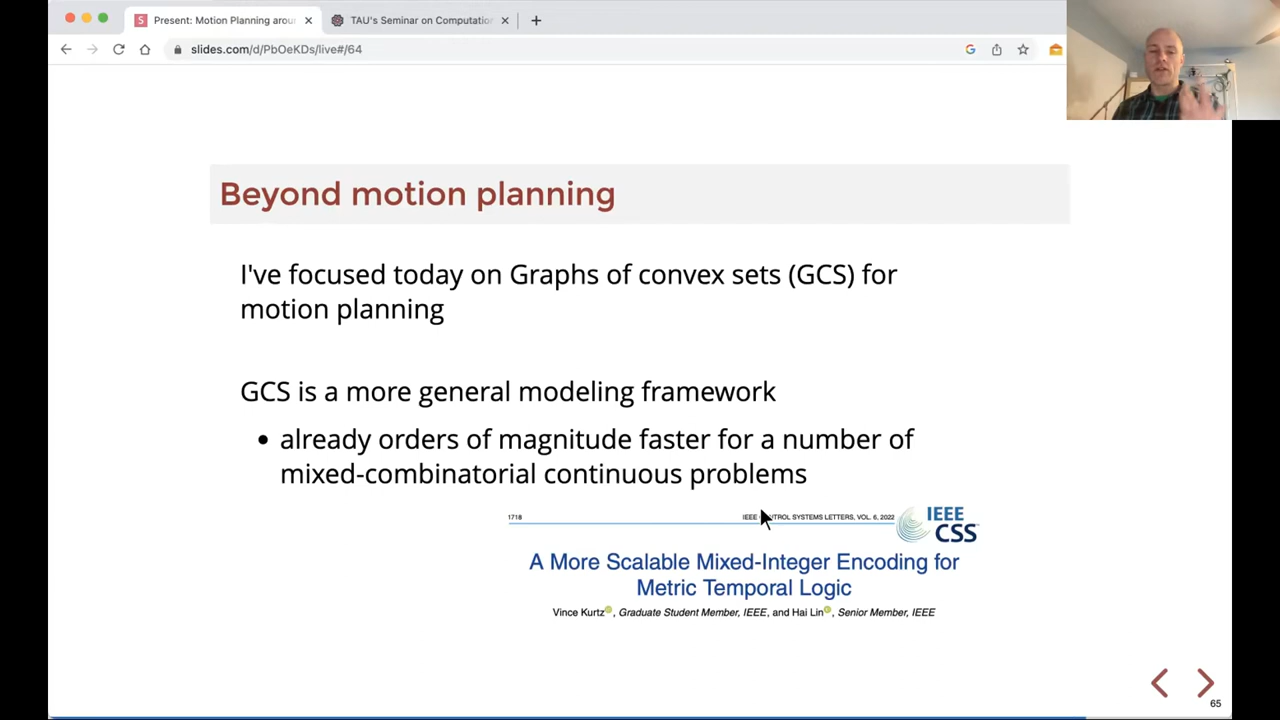 Present: Motion Planning arou
TAU's Seminar on Computatio
slides.com/d/PbOeKDs/live#/64
Beyond motion planning
I've focused today on Graphs of convex sets (GCS) for
motion planning
GCS is a more general modeling framework
• already orders of magnitude faster for a number of
mixed-combinatorial continuous problems
1718
IEEE TROL SYSTEMS LETTERS, VOL. 6, 2022
IEEE
CSS
A More Scalable Mixed-Integer Encoding for
Metric Temporal Logic
Vince Kurtz, Graduate Student Member, IEEE, and Hai Lin, Senior Member, IEEE
65